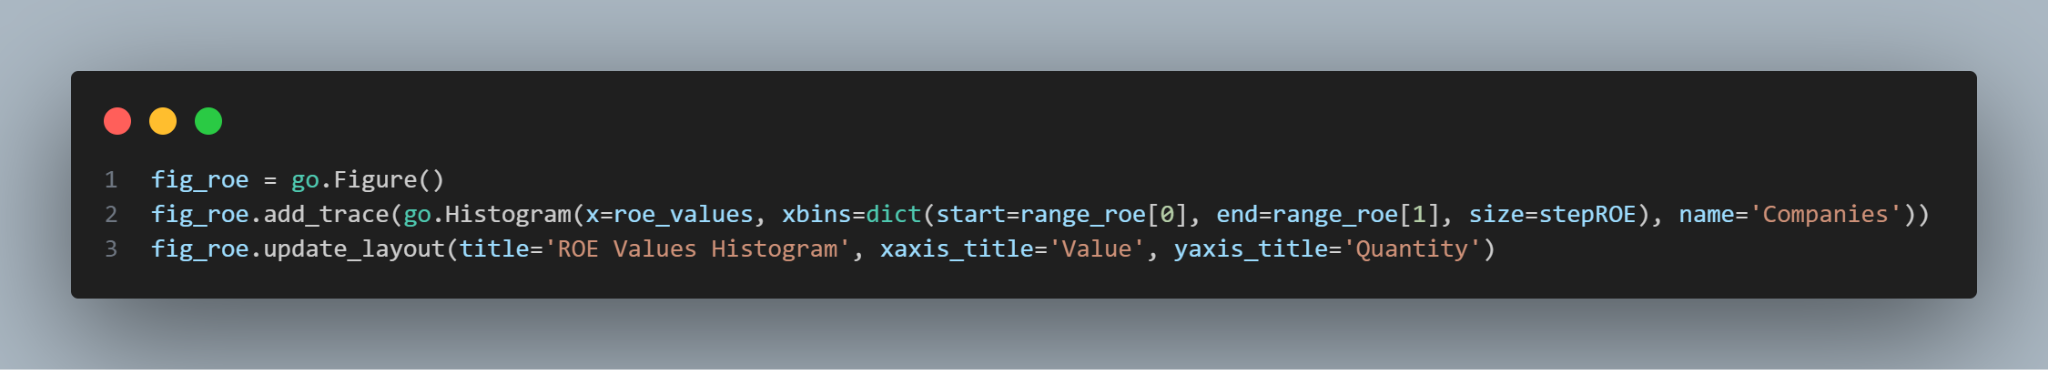 1 fig_roe = go.Figure()
2 fig_roe.add_trace(go.Histogram(x=roe_values, xbins=dict(start=range_roe[0], end=range_roe[1], size=stepROE), name='Companies'))
3 fig_roe.update_layout(title='ROE Values Histogram', xaxis_title='Value', yaxis_title='Quantity')